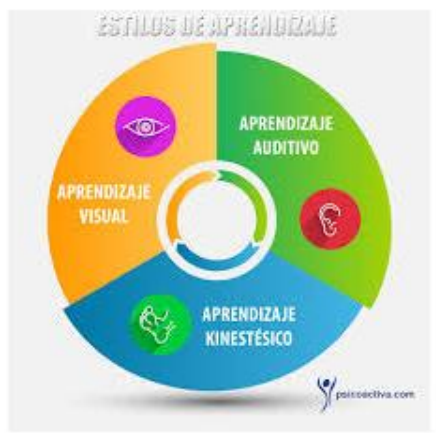 ESTILOS DE APRENDIZAJE
APRENDIZAJE
AUDITIVO
APRENDIZAJE
VISUAL
APRENDIZAJE
KINESTÉSICO
psicoactiva.com